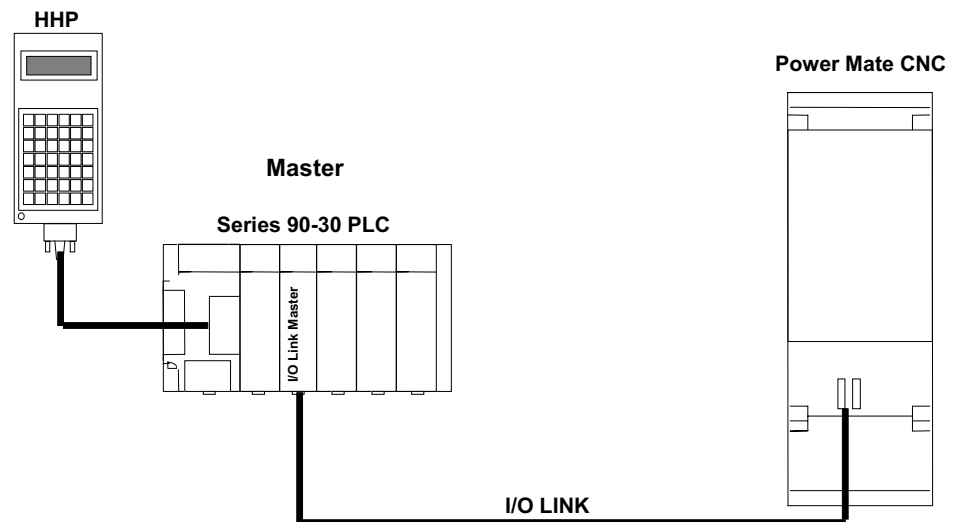 HHP
Power Mate CNC
Master
Series 90-30 PLC
I/O Link Master
I/O LINK